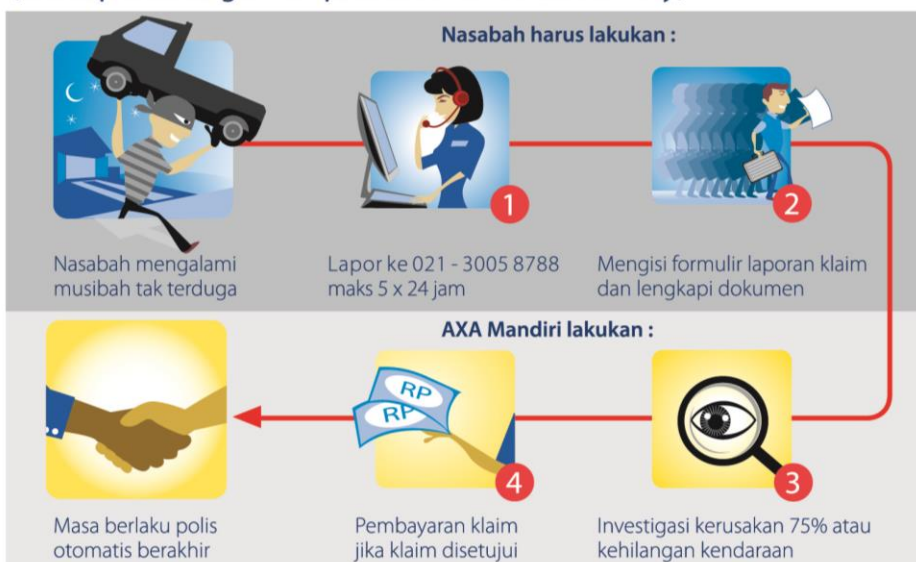 Nasabah harus lakukan :
Nasabah mengalami
musibah tak terduga
1
Lapor ke 021 - 3005 8788
maks 5 x 24 jam
2
Mengisi formulir laporan klaim
dan lengkapi dokumen
AXA Mandiri lakukan :
3
Investigasi kerusakan 75% atau
kehilangan kendaraan
RP
RP
4
Pembayaran klaim
jika klaim disetujui
Masa berlaku polis
otomatis berakhir